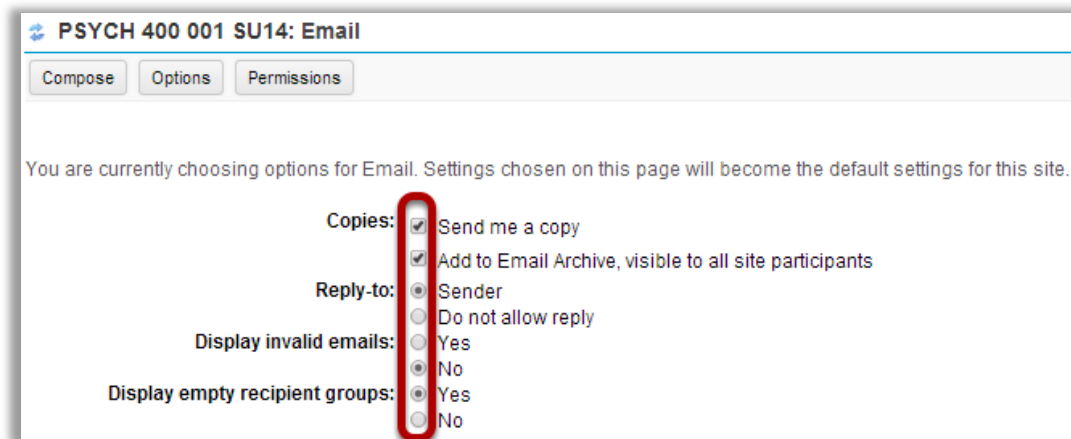 PSYCH 400 001 SU14: Email
Compose Options Permissions
You are currently choosing options for Email. Settings chosen on this page will become the default settings for this site.
Copies: Send me a copy
Add to Email Archive, visible to all site participants
Reply-to: Sender
Do not allow reply
Display invalid emails: Yes
No
Display empty recipient groups: Yes
No